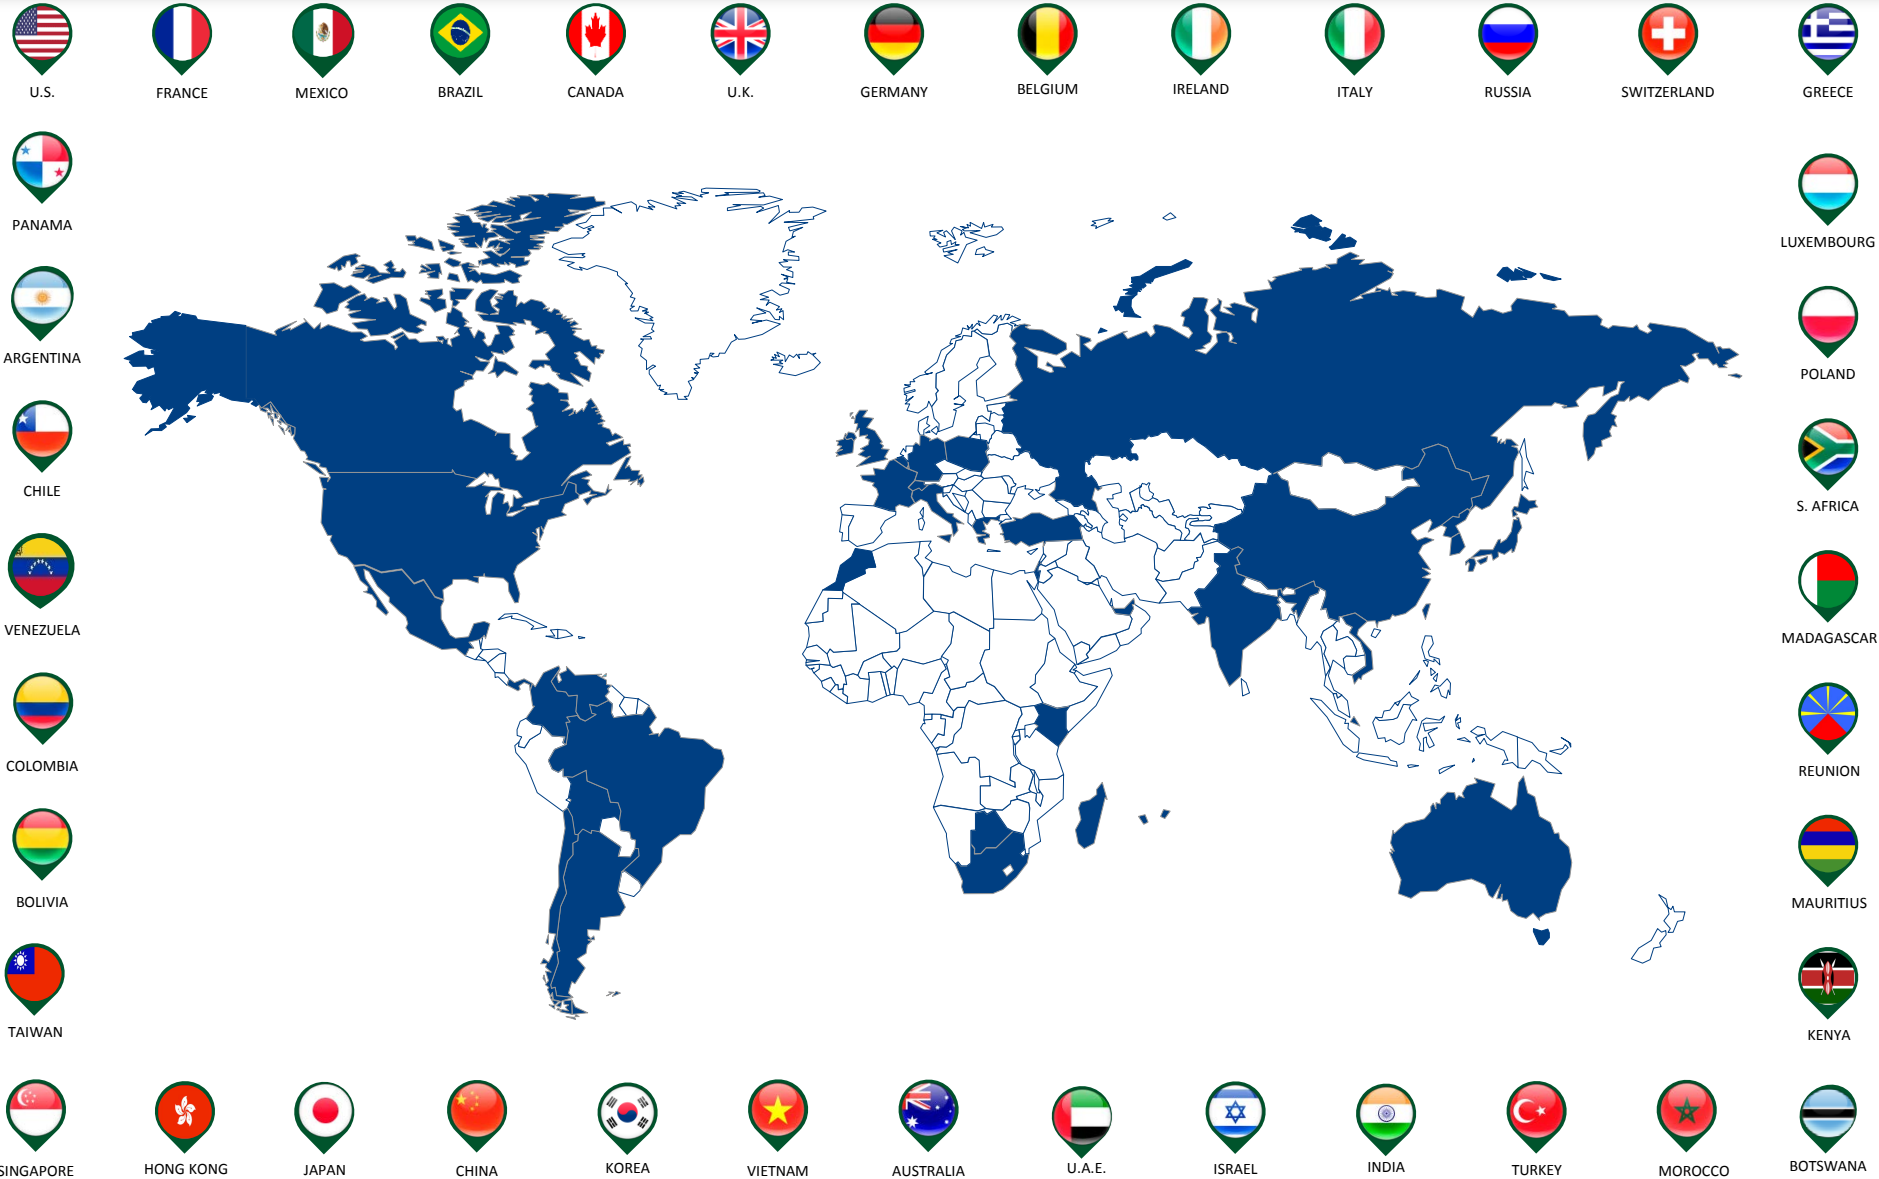 U.S.
FRANCE
MEXICO
BRAZIL
CANADA
U.K.
GERMANY
BELGIUM
IRELAND
ITALY
RUSSIA
SWITZERLAND
GREECE
PANAMA
LUXEMBOURG
ARGENTINA
POLAND
CHILE
S. AFRICA
VENEZUELA
MADAGASCAR
COLOMBIA
REUNION
BOLIVIA
MAURITIUS
TAIWAN
KENYA
SINGAPORE
HONG KONG
JAPAN
CHINA
KOREA
VIETNAM
AUSTRALIA
U.A.E.
ISRAEL
INDIA
TURKEY
MOROCCO
BOTSWANA